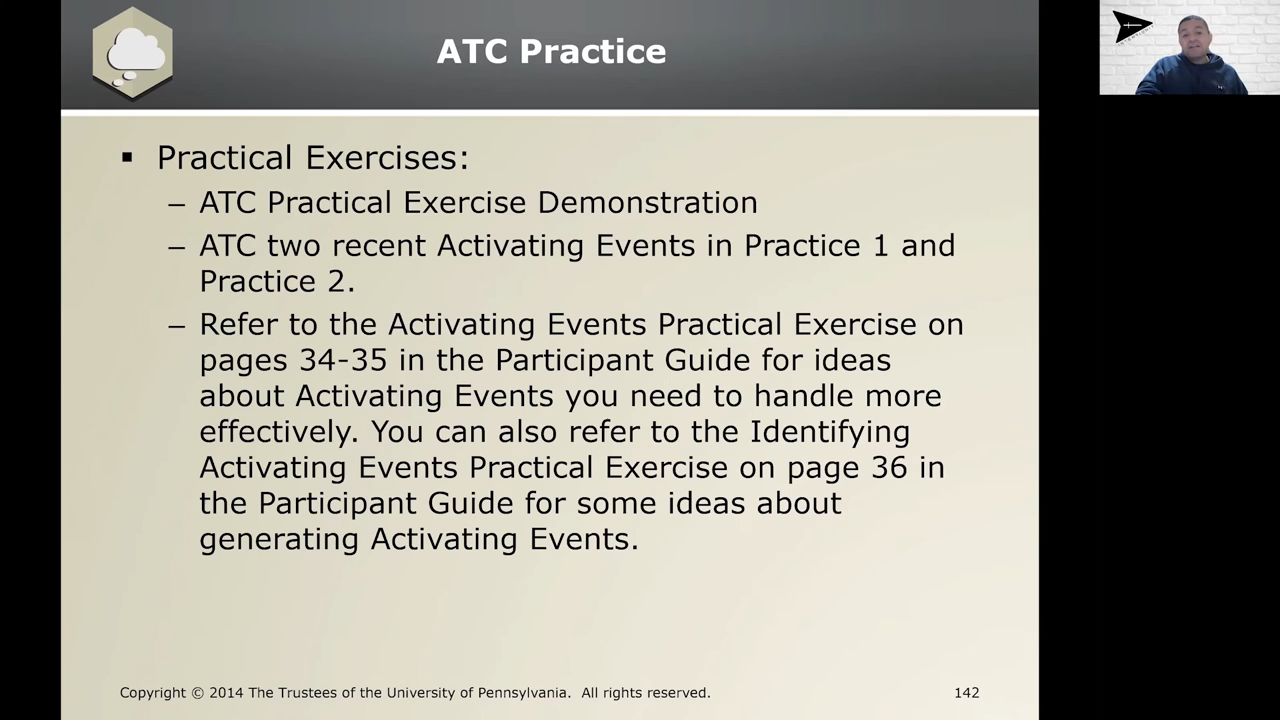 ATC Practice
▪ Practical Exercises:
– ATC Practical Exercise Demonstration
– ATC two recent Activating Events in Practice 1 and
Practice 2.
– Refer to the Activating Events Practical Exercise on
pages 34-35 in the Participant Guide for ideas
about Activating Events you need to handle more
effectively. You can also refer to the Identifying
Activating Events Practical Exercise on page 36 in
the Participant Guide for some ideas about
generating Activating Events.
Copyright © 2014 The Trustees of the University of Pennsylvania. All rights reserved.
142